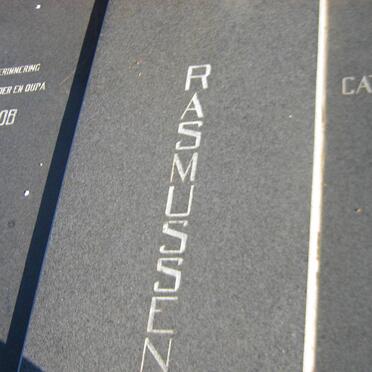 ERINNERING
DER EN OUPA
OB
RASMUSSEN
CA